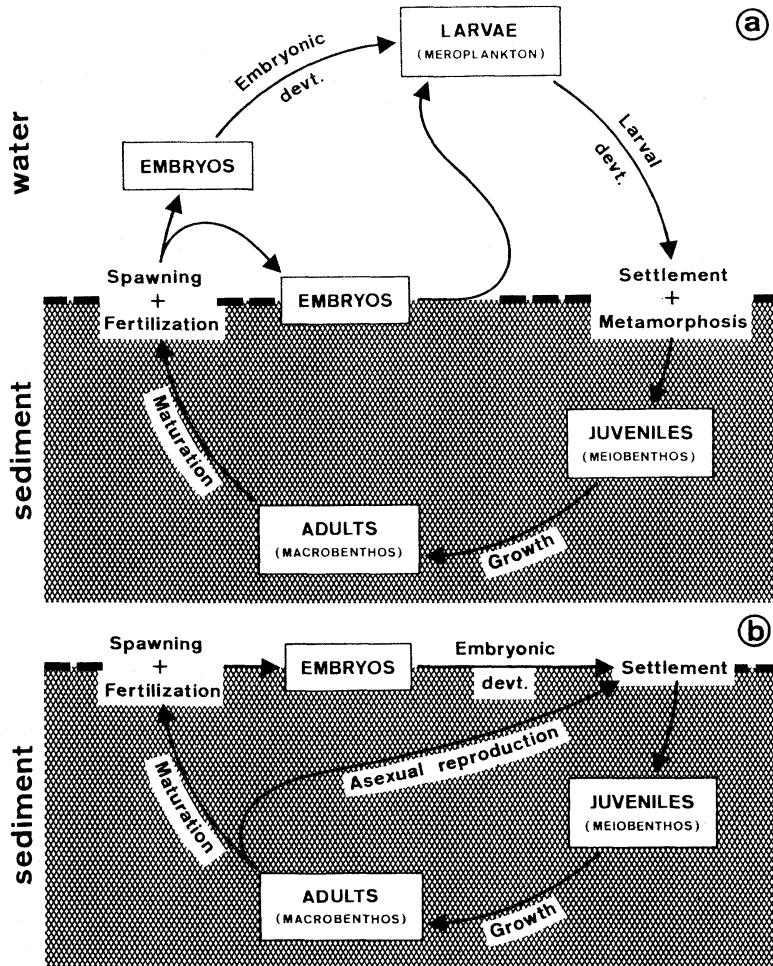 a
LARVAE
(MEROPLANKTON)
Embryonic
devt.
Larval
devt.
water
EMBRYOS
Spawning
+
Fertilization
EMBRYOS
Settlement
+
Metamorphosis
sediment
Maturation
JUVENILES
(MEIOBENTHOS)
ADULTS
(MACROBENTHOS)
Growth
b
Spawning
+
Fertilization
EMBRYOS
Embryonic
devt.
Settlement
sediment
Maturation
Asexual reproduction
JUVENILES
(MEIOBENTHOS)
ADULTS
(MACROBENTHOS)
Growth